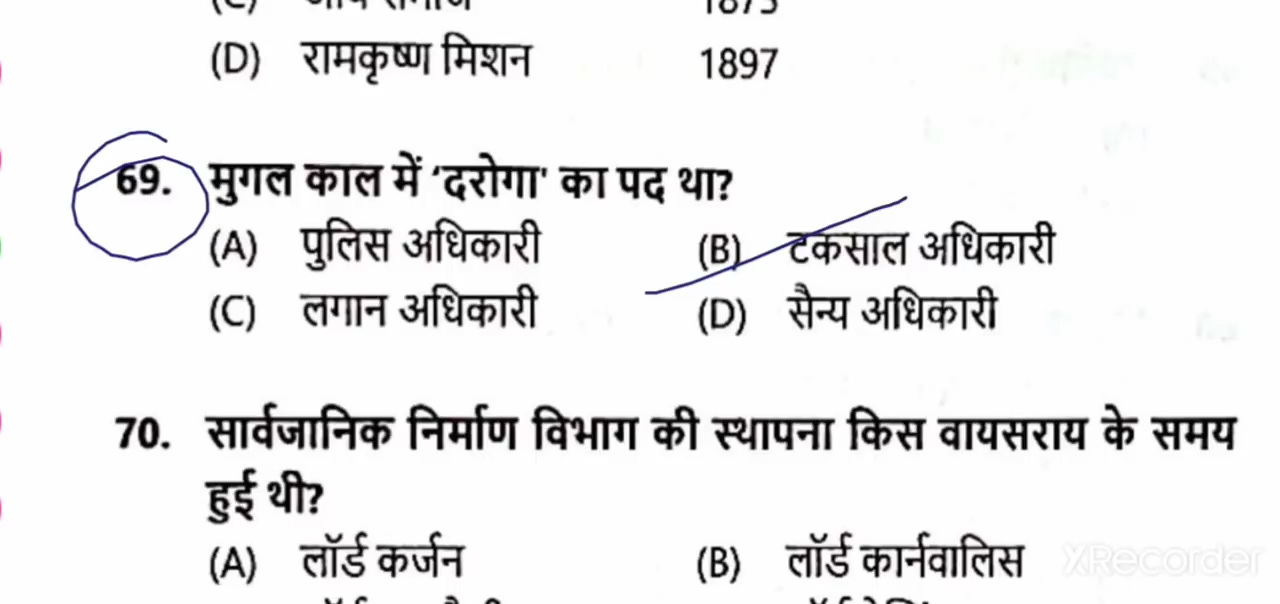 (D) रामकृष्ण मिशन 1897
69. मुगल काल में 'दरोगा' का पद था?
(A) पुलिस अधिकारी (B) टकसाल अधिकारी
(C) लगान अधिकारी (D) सैन्य अधिकारी
70. सार्वजानिक निर्माण विभाग की स्थापना किस वायसराय के समय
हुई थी?
(A) लॉर्ड कर्जन (B) लॉर्ड कार्नवालिस
XRecorder